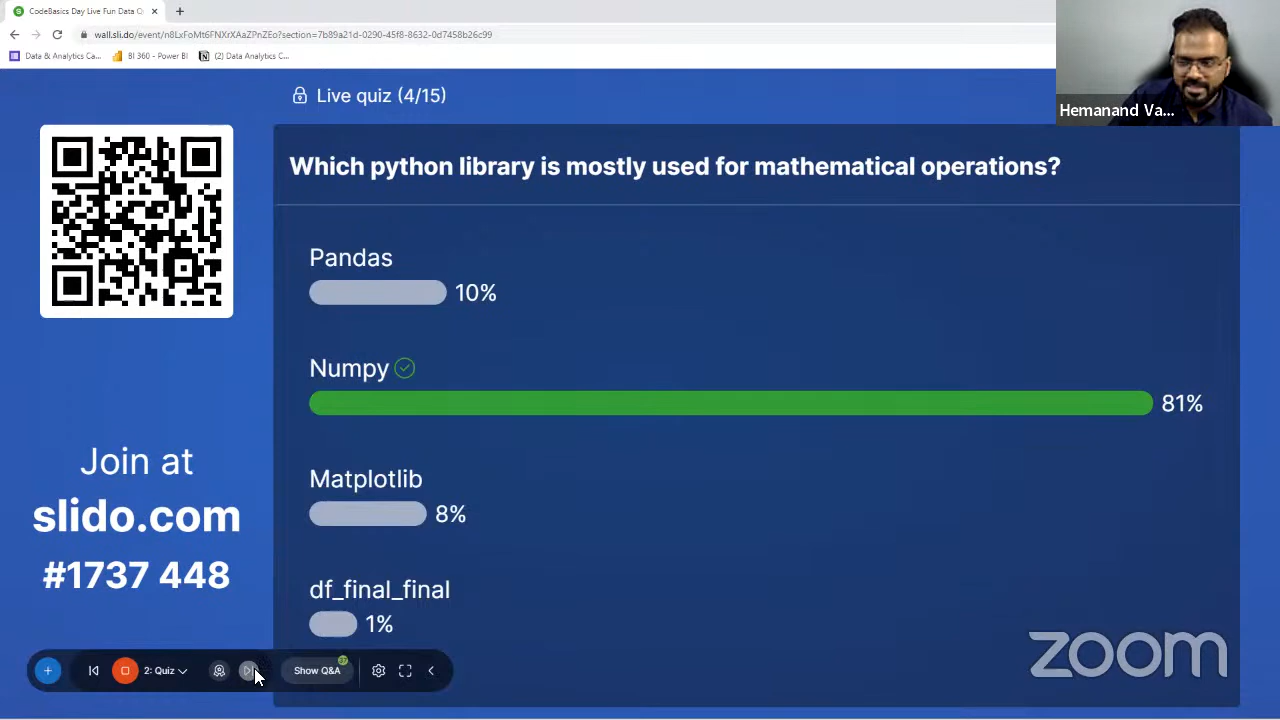 CodeBasics Day Live Fun Data Q
wall.sli.do/event/n8LxFoMt6FNXrXAaZPnZEo?section=7b89a21d-0290-45f8-8632-0d7458b26c99
Data & Analytics Ca...
BI 360 - Power BI
(2) Data Analytics C...
Hemanand Va...
Live quiz (4/15)
Which python library is mostly used for mathematical operations?
Pandas
10%
Numpy
81%
Matplotlib
8%
df_final_final
1%
Join at
slido.com
#1737 448
2: Quiz
Show Q&A
zoom